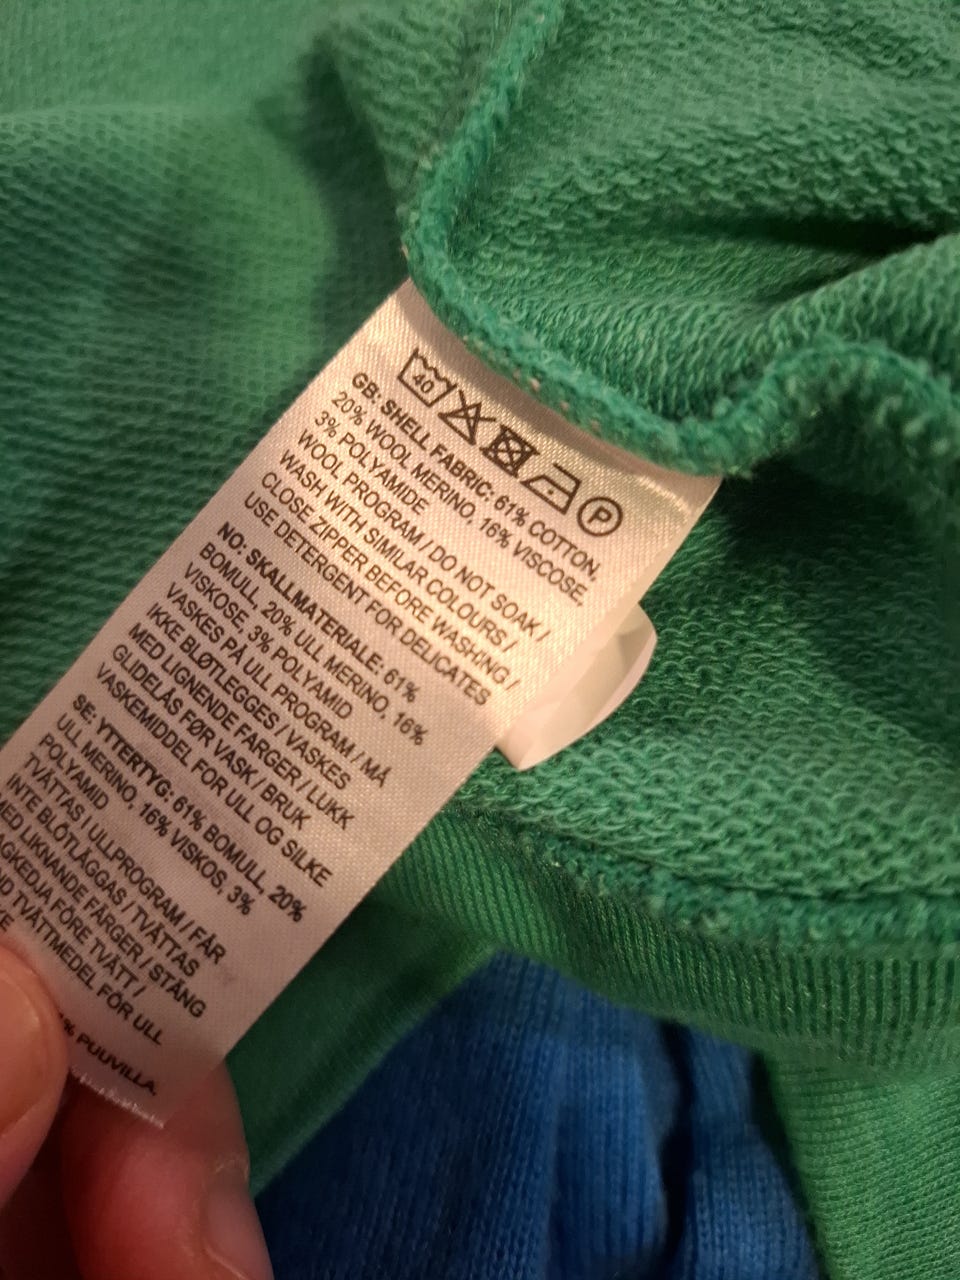 40 P
GB: SHELL FABRIC: 61% COTTON,
20% WOOL MERINO, 16% VISCOSE,
3% POLYAMIDE
WOOL PROGRAM / DO NOT SOAK /
WASH WITH SIMILAR COLOURS /
CLOSE ZIPPER BEFORE WASHING /
USE DETERGENT FOR DELICATES
NO: SKALLMATERIALE: 61%
BOMULL, 20% ULL MERINO, 16%
VISKOSE, 3% POLYAMID
VASKES PÅ ULL PROGRAM / MÅ
IKKE BLØTLEGGES / VASKES
MED LIGNENDE FARGER / LUKK
GLIDELÅS FØR VASK / BRUK
VASKEMIDDEL FOR ULL OG SILKE
SE: YTTERTYG: 61% BOMULL, 20%
ULL MERINO, 16% VISKOS, 3%
POLYAMID
TVÄTTAS I ULLPROGRAM / FÅR
INTE BLÖTLÄGGAS / TVÄTTAS
MED LIKNANDE FÄRGER / STÄNG
FÖRE TVÄTT /
TVÄTTMEDEL FÖR ULL
PUUVILLA,